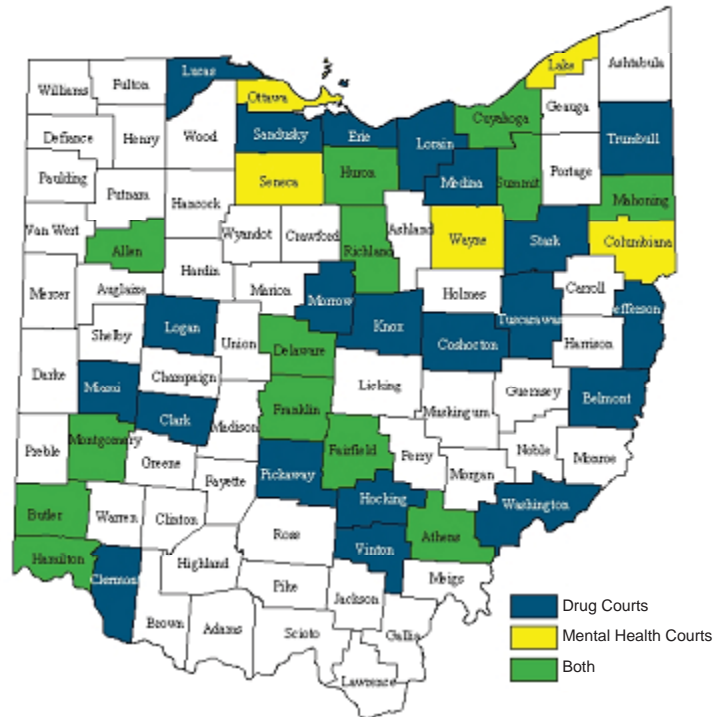 Williams
Fulton
Lucas
Ottawa
Lake
Ashtabula
Geauga
Cuyahoga
Defiance
Henry
Wood
Sandusky
Erie
Lorain
Trumbull
Paulding
Putnam
Hancock
Seneca
Huron
Medina
Summit
Portage
Mahoning
Van Wert
Allen
Wyandot
Crawford
Richland
Ashland
Wayne
Stark
Columbiana
Mercer
Auglaize
Hardin
Marion
Morrow
Holmes
Carroll
Jefferson
Logan
Shelby
Union
Knox
Coshocton
Tuscarawas
Harrison
Darke
Miami
Champaign
Delaware
Licking
Muskingum
Guernsey
Belmont
Clark
Madison
Franklin
Preble
Montgomery
Greene
Fayette
Pickaway
Fairfield
Perry
Morgan
Noble
Monroe
Butler
Warren
Clinton
Ross
Hocking
Athens
Washington
Hamilton
Clermont
Highland
Vinton
Meigs
Brown
Adams
Pike
Scioto
Jackson
Gallia
Lawrence
Drug Courts
Mental Health Courts
Both